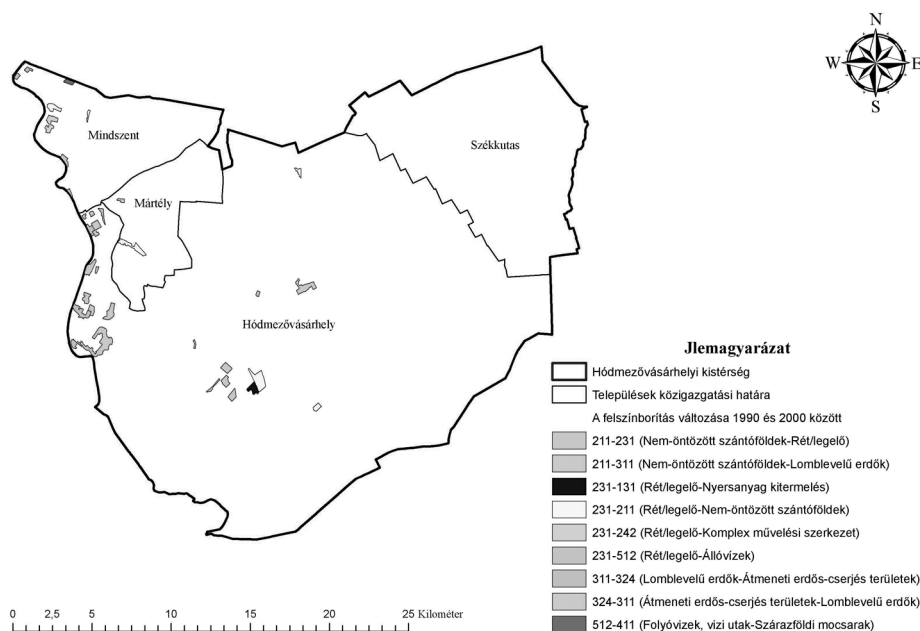 N
W E
S
Mindszent
Székkutas
Mártély
Hódmezővásárhely
Jlemagyarázat
Hódmezővásárhelyi kistérség
Települések közigazgatási határa
A felszínborítás változása 1990 és 2000 között
211-231 (Nem-öntözött szántóföldek-Rét/legelő)
211-311 (Nem-öntözött szántóföldek-Lomblevelű erdők)
231-131 (Rét/legelő-Nyersanyag kitermelés)
231-211 (Rét/legelő-Nem-öntözött szántóföldek)
231-242 (Rét/legelő-Komplex művelési szerkezet)
231-512 (Rét/legelő-Állóvízek)
311-324 (Lomblevelű erdők-Átmeneti erdős-cserjés területek)
324-311 (Átmeneti erdős-cserjés területek-Lomblevelű erdők)
512-411 (Folyóvizek, vizi utak-Szárazföldi mocsarak)
0 2,5 5 10 15 20 25 Kilométer